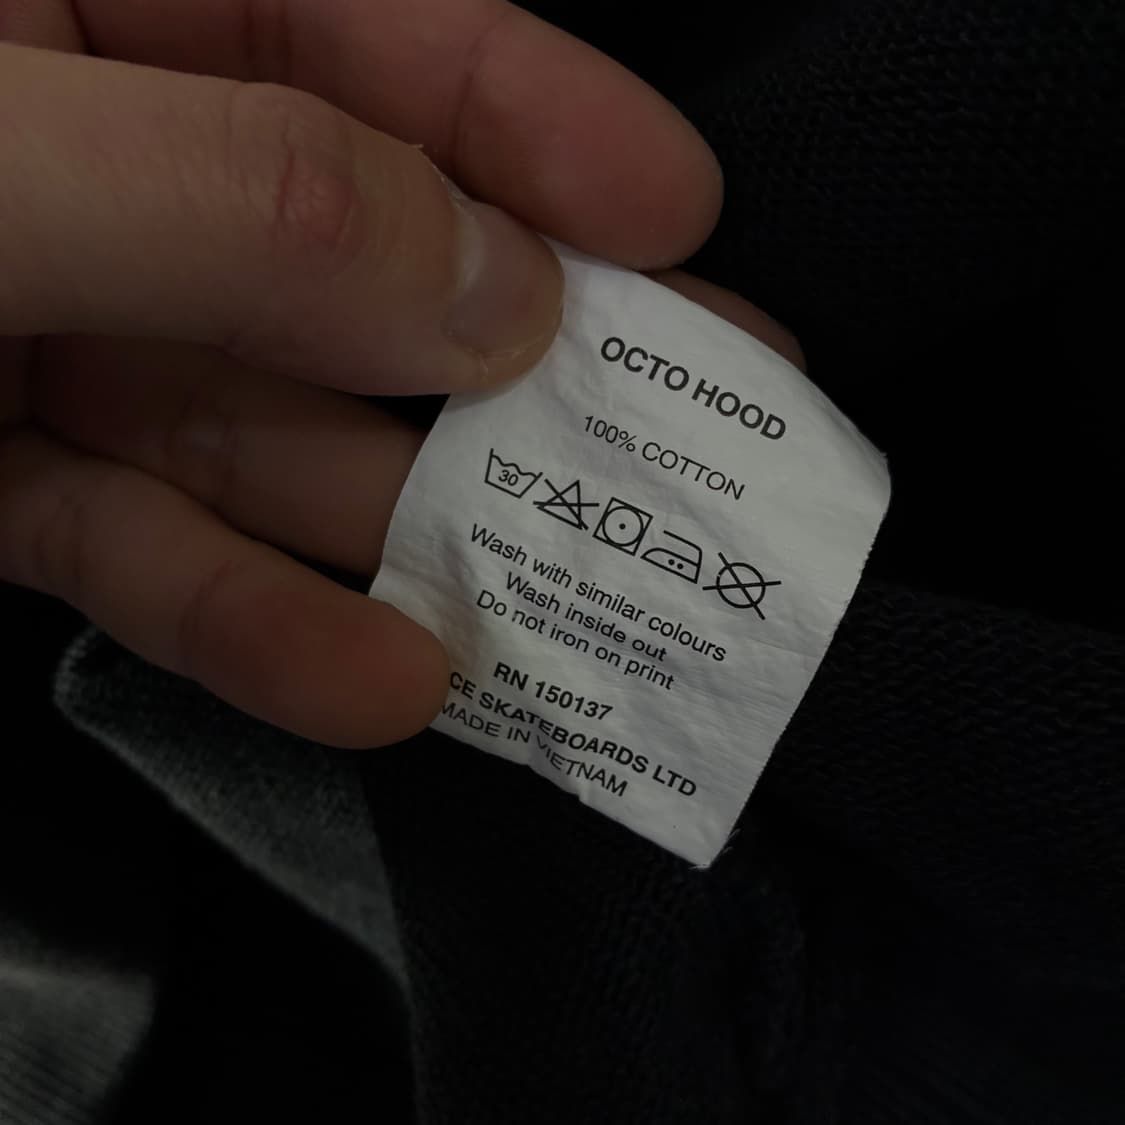 OCTO HOOD
100% COTTON
30
Wash with similar colours
Wash inside out
Do not iron on print
RN 150137
SKATEBOARDS LTD
MADE IN VIETNAM